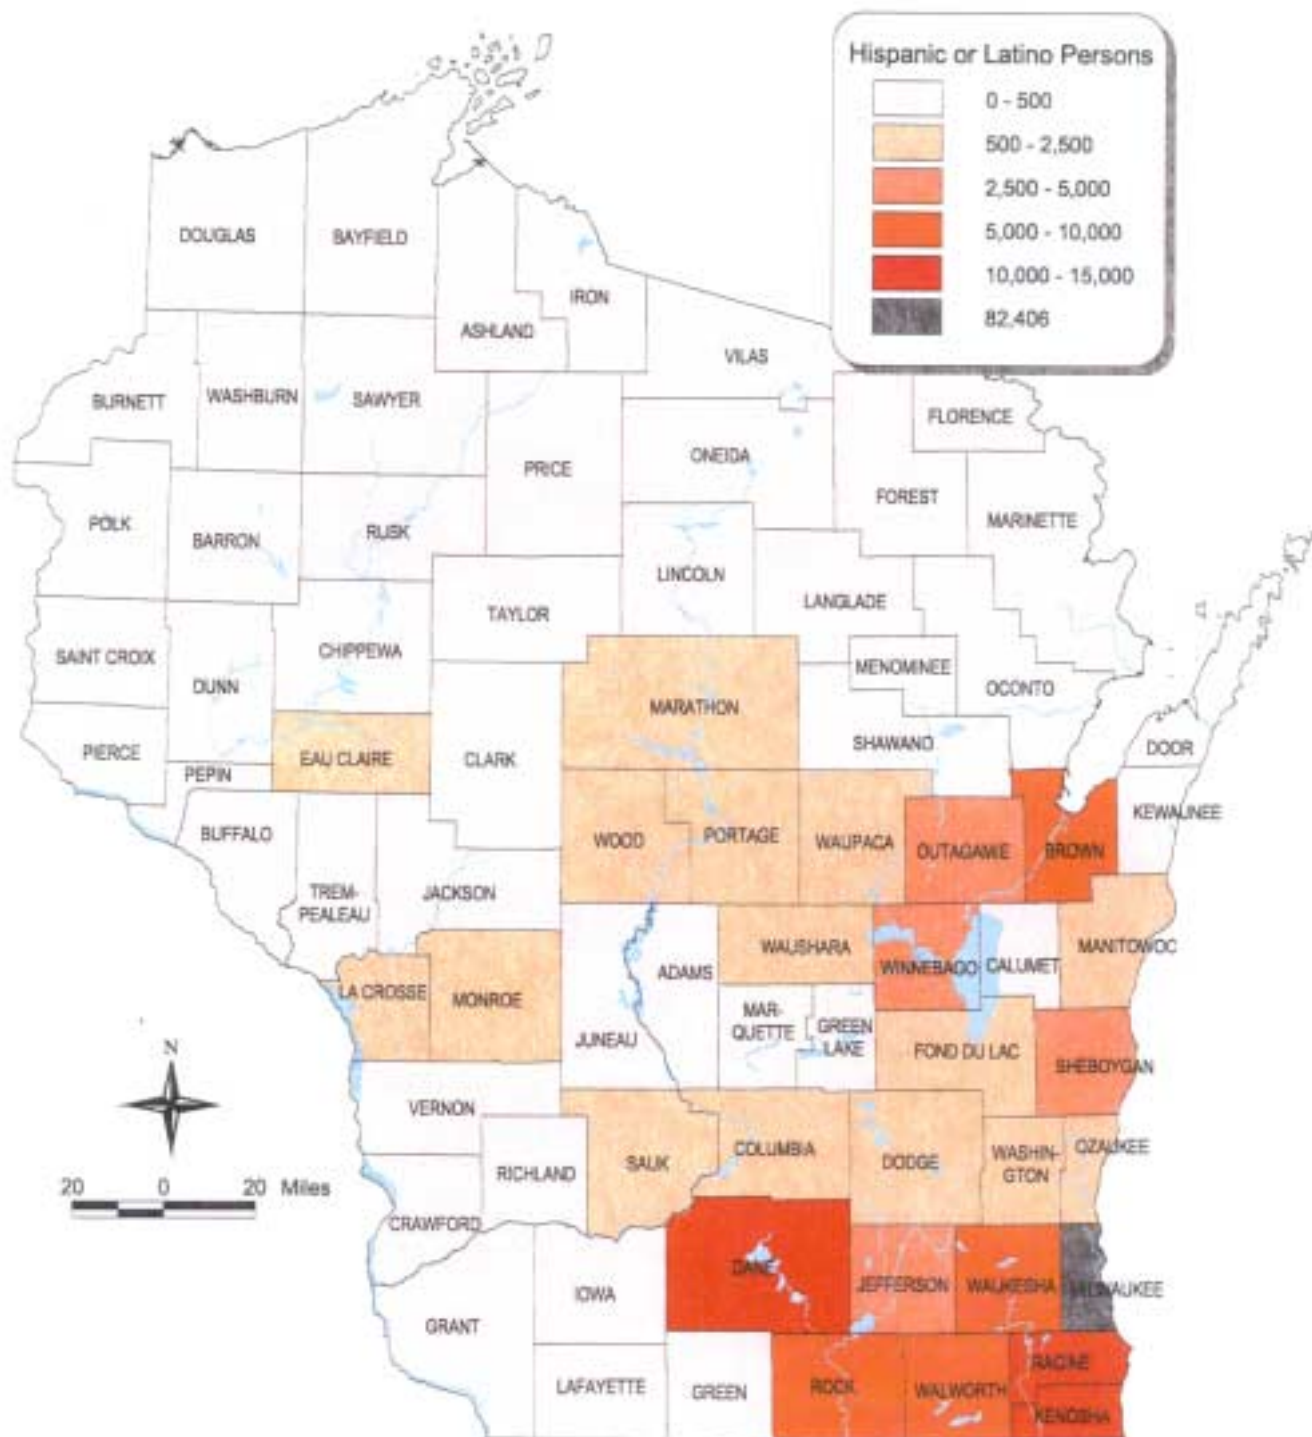 Hispanic or Latino Persons
0 - 500
500 - 2,500
2,500 - 5,000
5,000 - 10,000
10,000 - 15,000
82,406
DOUGLAS
BAYFIELD
IRON
ASHLAND
VILAS
BURNETT
WASHBURN
SAWYER
FLORENCE
PRICE
ONEIDA
FOREST
MARINETTE
POLK
BARRON
RUSK
LINCOLN
LANGLADE
TAYLOR
SAINT CROIX
CHIPPEWA
DUNN
MENOMINEE
OCONTO
MARATHON
SHAWANO
DOOR
PIERCE
PEPIN
EAU CLAIRE
CLARK
BUFFALO
WOOD
PORTAGE
WAUPACA
OUTAGAMIE
BROWN
KEWAUNEE
TREM-
PEALEAU
JACKSON
WAUSHARA
MANITOWOC
LA CROSSE
MONROE
ADAMS
WINNEBAGO
CALUMET
JUNEAU
MAR-
QUETTE
GREEN
LAKE
FOND DU LAC
SHEBOYGAN
N
VERNON
SAUK
COLUMBIA
DODGE
WASHIN-
GTON
OZAUKEE
RICHLAND
20 0 20 Miles
CRAWFORD
DANE
JEFFERSON
WAUKESHA
MILWAUKEE
IOWA
GRANT
LAFAYETTE
GREEN
ROCK
WALWORTH
RACINE
KENOSHA